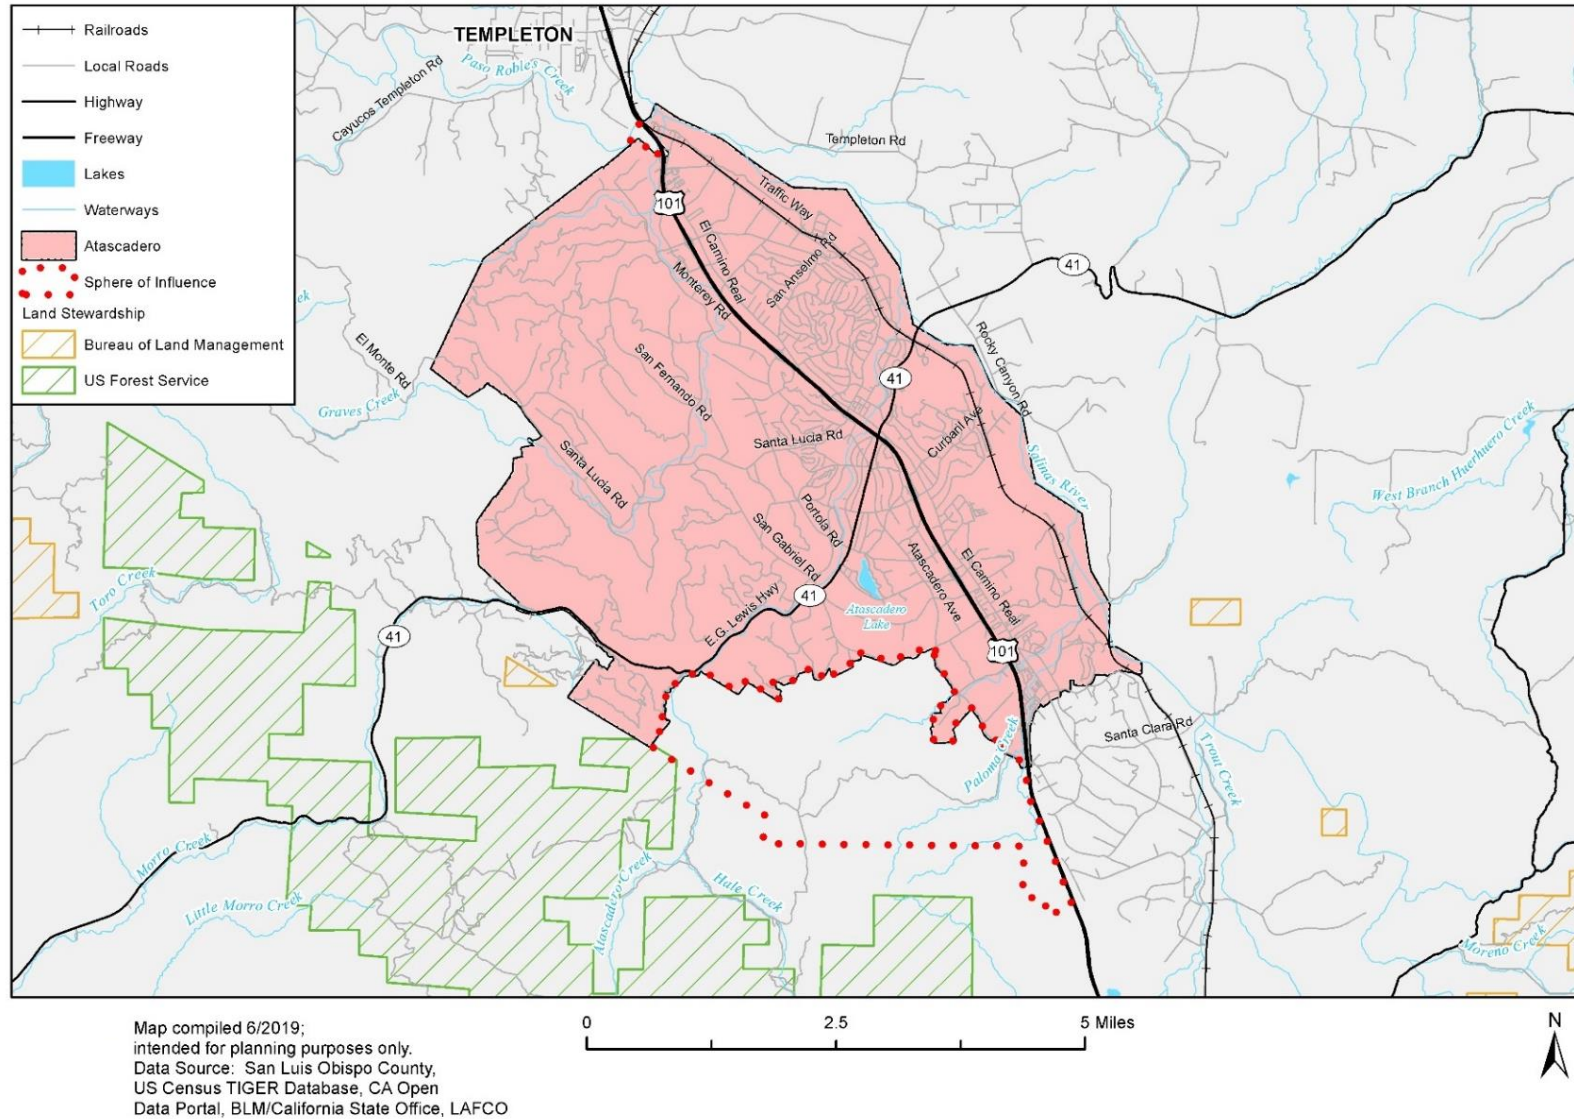 Railroads
Local Roads
Highway
Freeway
Lakes
Waterways
Atascadero
Sphere of Influence
Land Stewardship
Bureau of Land Management
US Forest Service
TEMPLETON
Paso Robles Creek
Cayucos Templeton Rd
Templeton Rd
Traffic Way
101
El Camino Real
San Anselmo Rd
Monterey Rd
41
El Monte Rd
Rocky Canyon Rd
San Fernando Rd
41
Graves Creek
Curbaril Ave
Santa Lucia Rd
Santa Lucia Rd
Salinas River
West Branch Huerhuero Creek
Portola Rd
San Gabriel Rd
Atascadero Ave
El Camino Real
Toro Creek
E.G. Lewis Hwy
41
Atascadero
Lake
41
101
Santa Clara Rd
Paloma Creek
Trout Creek
Morro Creek
Atascadero Creek
Hale Creek
Little Morro Creek
Moreno Creek
Map compiled 6/2019;
intended for planning purposes only.
Data Source: San Luis Obispo County,
US Census TIGER Database, CA Open
Data Portal, BLM/California State Office, LAFCO
0 2.5 5 Miles
N